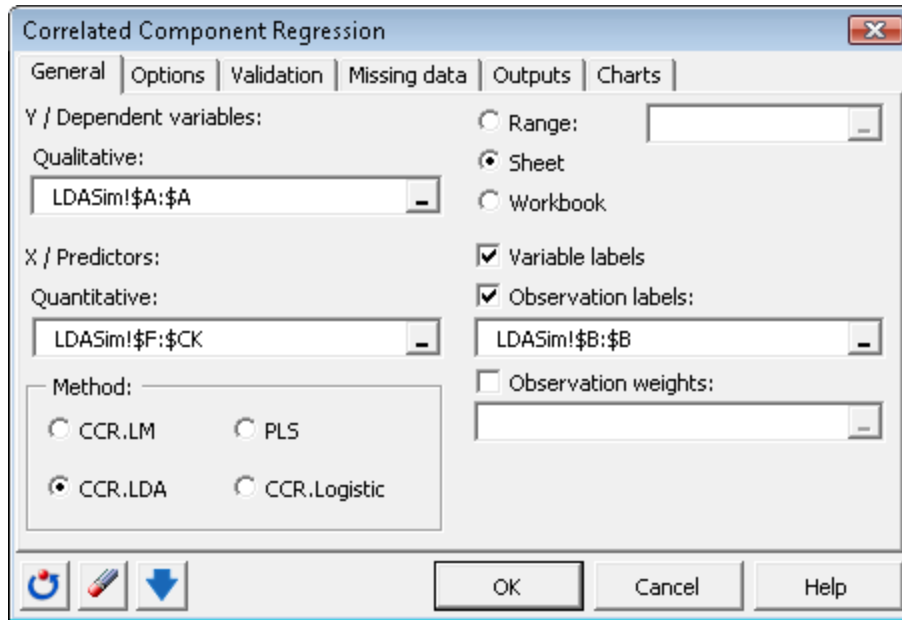 Correlated Component Regression
General Options Validation Missing data Outputs Charts
Y / Dependent variables:
Qualitative:
LDASim!$A:$A
X / Predictors:
Quantitative:
LDASim!$F:$CK
Method:
CCR.LM PLS
CCR.LDA CCR.Logistic
Range:
Sheet
Workbook
Variable labels
Observation labels:
LDASim!$B:$B
Observation weights:
OK Cancel Help